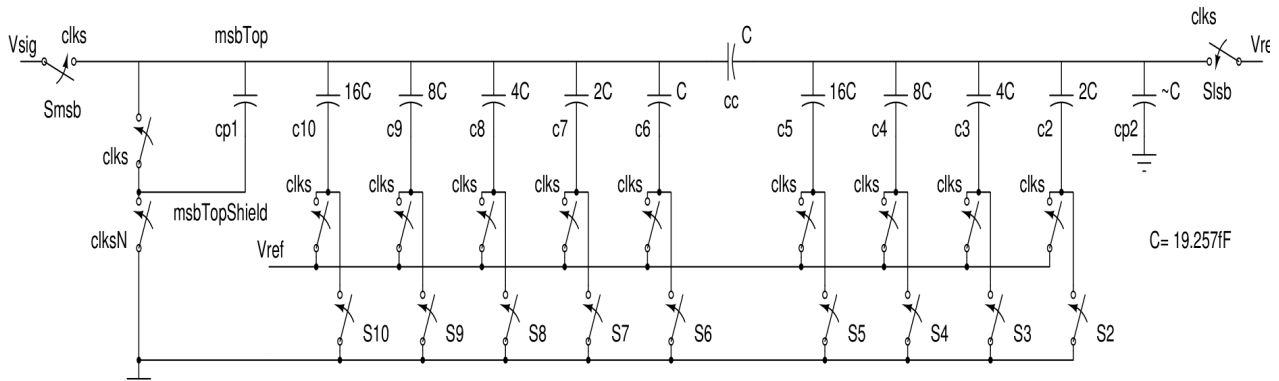 Vsig
clks
msbTop
C
clks
Vre
Smsb
16C
8C
4C
2C
C
cc
16C
8C
4C
2C
~C
Slsb
cp1
c10
c9
c8
c7
c6
c5
c4
c3
c2
cp2
clks
clks
clks
clks
clks
clks
clks
clks
clks
clks
msbTopShield
clksN
Vref
C= 19.257fF
S10
S9
S8
S7
S6
S5
S4
S3
S2